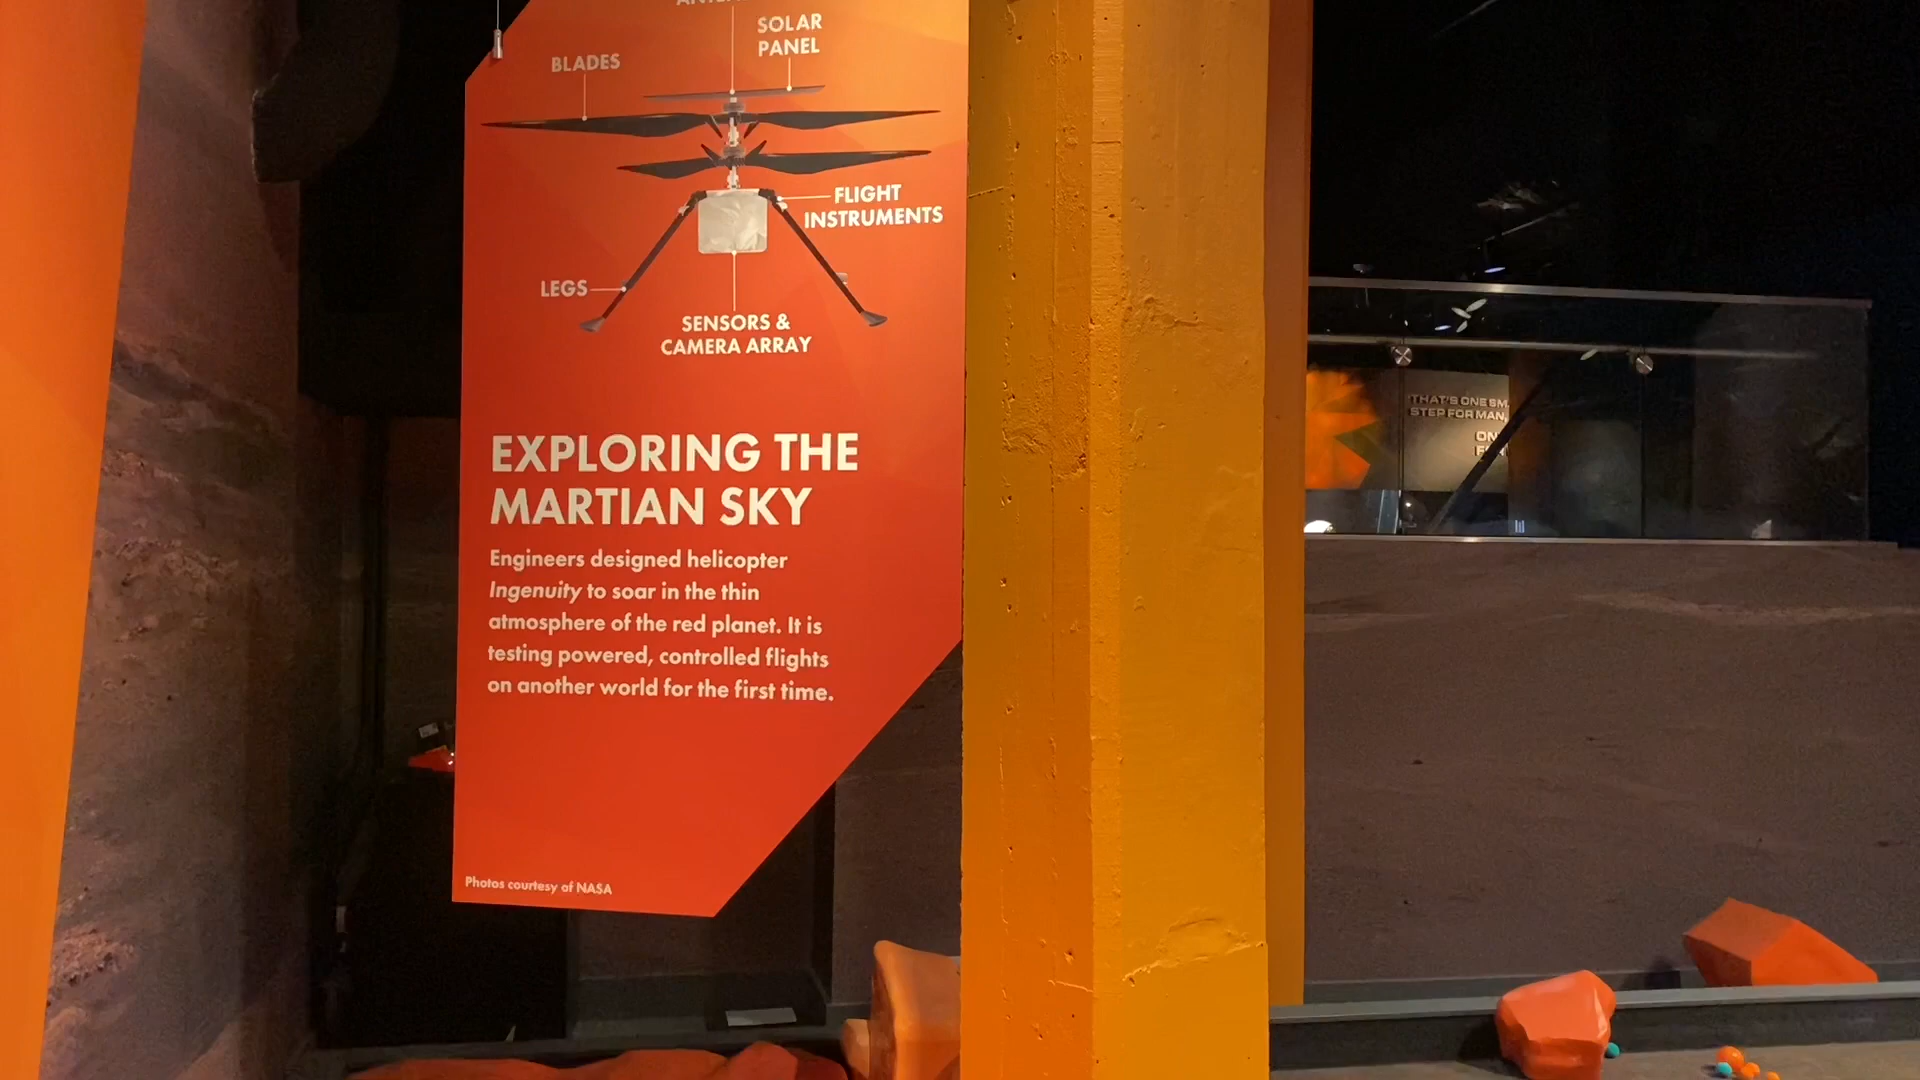 SOLAR
PANEL
BLADES
FLIGHT
INSTRUMENTS
LEGS
SENSORS &
CAMERA ARRAY
EXPLORING THE
MARTIAN SKY
Engineers designed helicopter
Ingenuity to soar in the thin
atmosphere of the red planet. It is
testing powered, controlled flights
on another world for the first time.
Photos courtesy of NASA
"THAT'S ONE SM
STEP FOR MAN,
ON